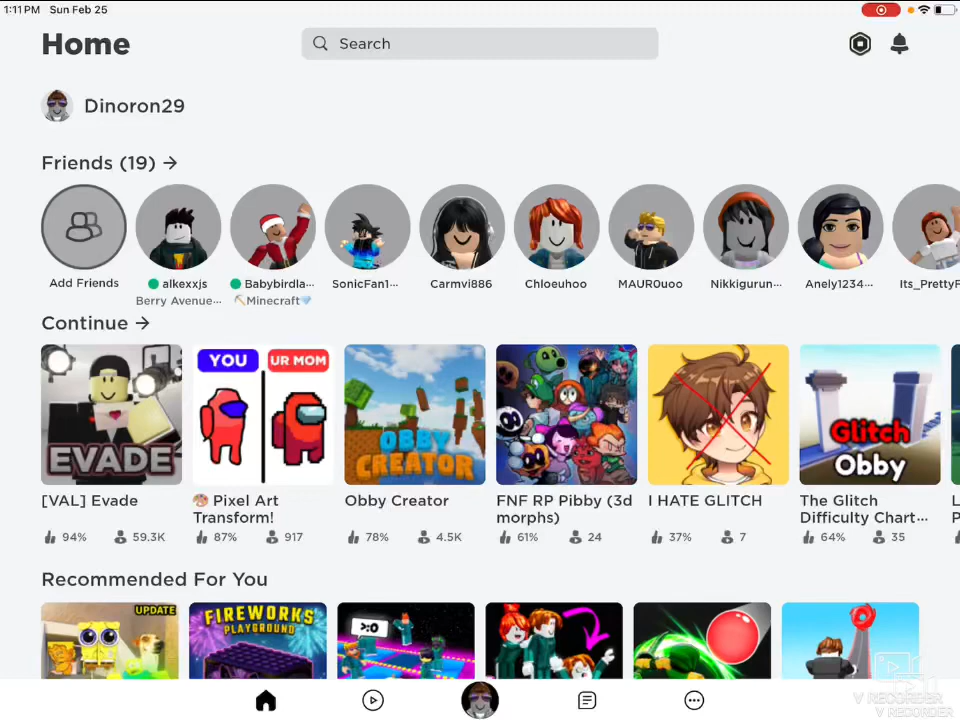 1:11 PM Sun Feb 25
Home
Search
Dinoron29
Friends (19) →
Add Friends
alkexxjs
Berry Avenue...
Babybirdla...
⛏️Minecraft💎
SonicFan1...
Carmvi886
Chloeuhoo
MAUR0uoo
Nikkigurun...
Anely1234...
Its_PrettyF
Continue →
EVADE
YOU
UR MOM
OBBY
CREATOR
Glitch
Obby
[VAL] Evade
🎨 Pixel Art
Transform!
Obby Creator
FNF RP Pibby (3d
morphs)
I HATE GLITCH
The Glitch
Difficulty Chart...
94%
59.3K
87%
917
78%
4.5K
61%
24
37%
7
64%
35
Recommended For You
UPDATE
FIREWORKS
PLAYGROUND
>:O
V RECORDER
V RECORDER